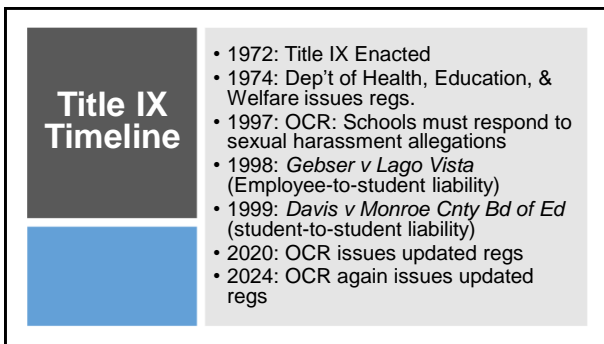 Title IX
Timeline
• 1972: Title IX Enacted
• 1974: Dep't of Health, Education, &
Welfare issues regs.
• 1997: OCR: Schools must respond to
sexual harassment allegations
• 1998: Gebser v Lago Vista
(Employee-to-student liability)
• 1999: Davis v Monroe Cnty Bd of Ed
(student-to-student liability)
• 2020: OCR issues updated regs
• 2024: OCR again issues updated
regs